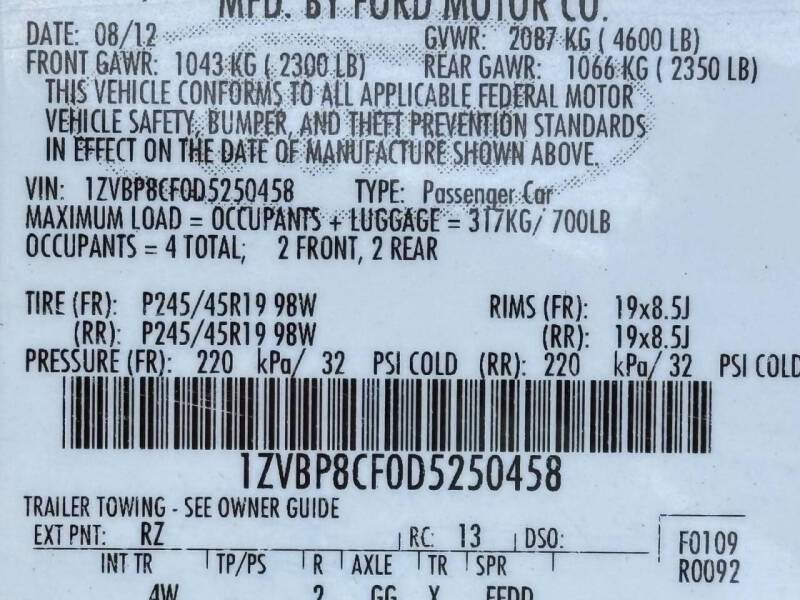 MFD. BY FORD MOTOR CO.
DATE: 08/12 GVWR: 2087 KG ( 4600 LB)
FRONT GAWR: 1043 KG ( 2300 LB) REAR GAWR: 1066 KG ( 2350 LB)
THIS VEHICLE CONFORMS TO ALL APPLICABLE FEDERAL MOTOR
VEHICLE SAFETY, BUMPER, AND THEFT PREVENTION STANDARDS
IN EFFECT ON THE DATE OF MANUFACTURE SHOWN ABOVE.
VIN: 1ZVBP8CF0D5250458 TYPE: Passenger Car
MAXIMUM LOAD = OCCUPANTS + LUGGAGE = 317KG/ 700LB
OCCUPANTS = 4 TOTAL; 2 FRONT, 2 REAR
TIRE (FR): P245/45R19 98W RIMS (FR): 19x8.5J
(RR): P245/45R19 98W (RR): 19x8.5J
PRESSURE (FR): 220 kPa/ 32 PSI COLD (RR): 220 kPa/ 32 PSI COLD
1ZVBP8CF0D5250458
TRAILER TOWING - SEE OWNER GUIDE
EXT PNT: RZ RC: 13 DSO:
F0109
INT TR TP/PS R AXLE TR SPR
R0092
4W 2 GG X EEDD